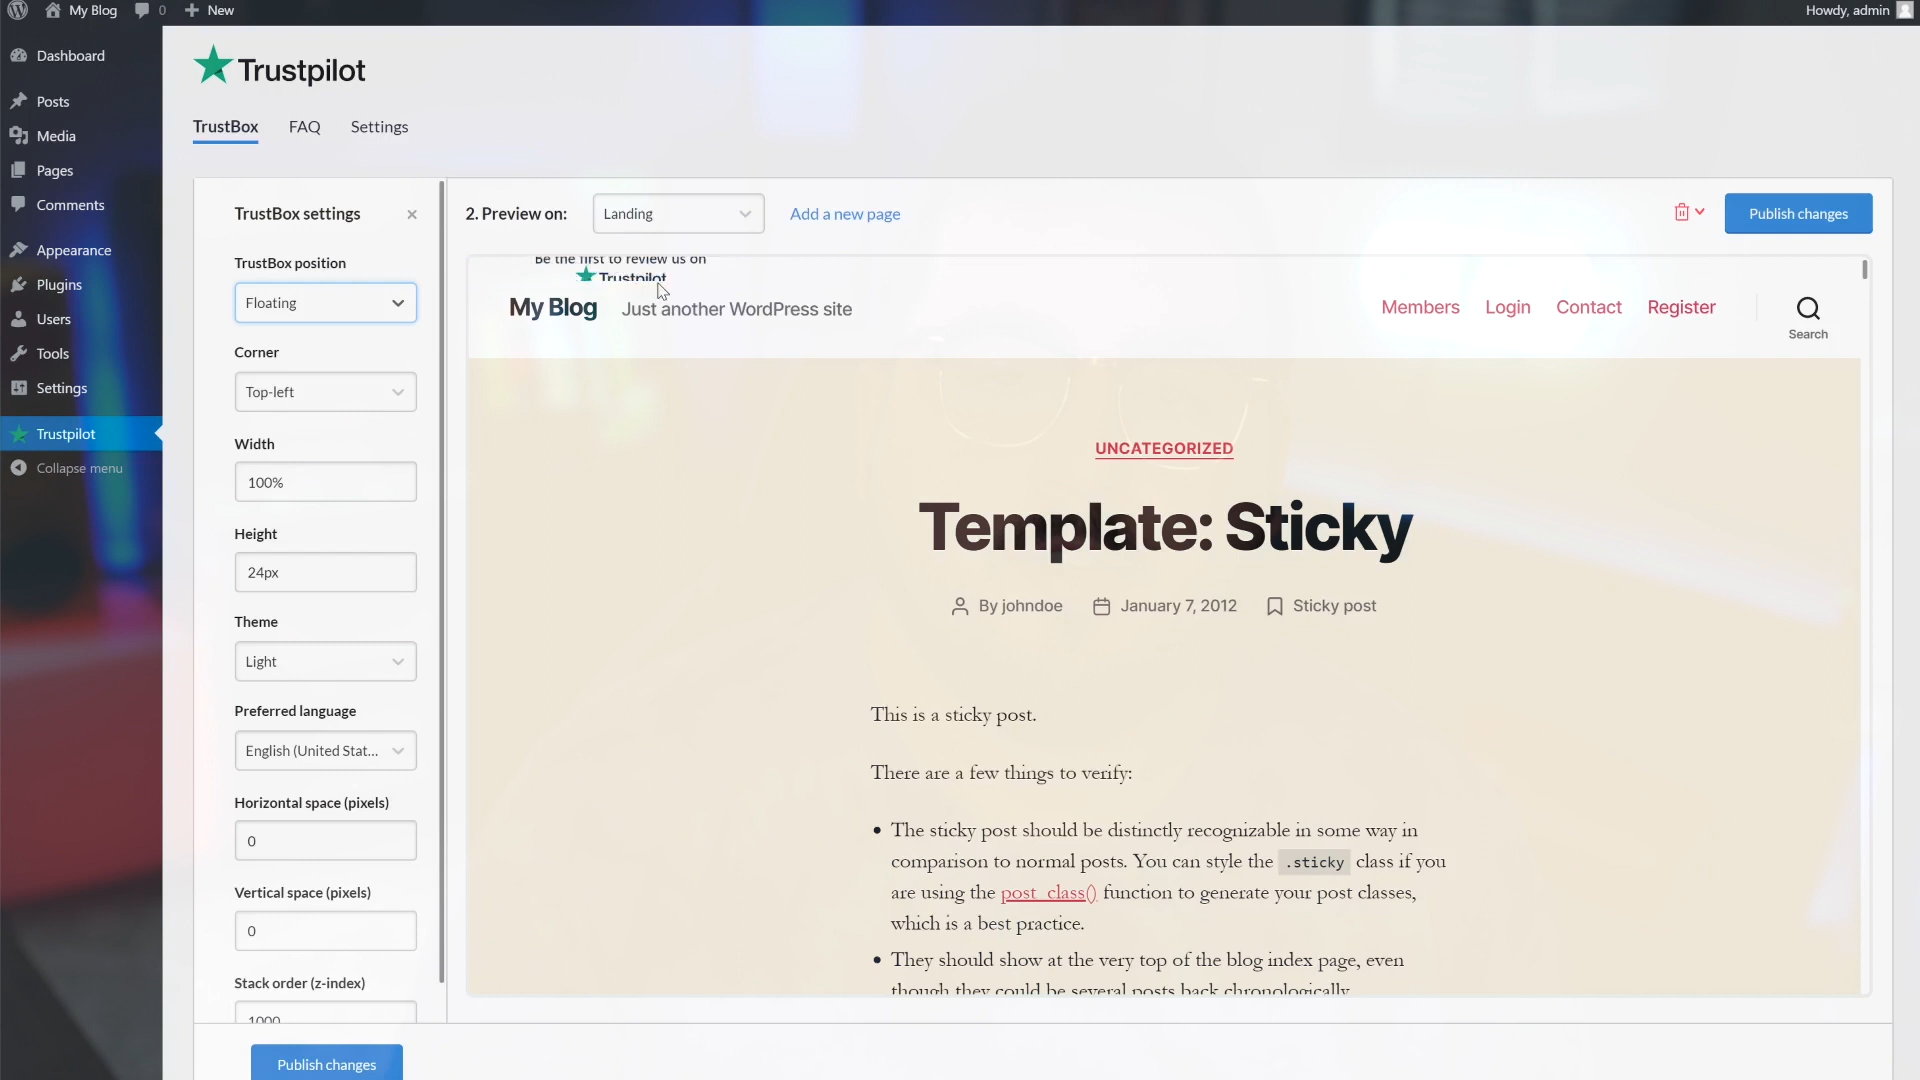 My Blog 0 New
Howdy, admin
Dashboard
Posts
Media
Pages
Comments
Appearance
Plugins
Users
Tools
Settings
Trustpilot
Collapse menu
Trustpilot
TrustBox FAQ Settings
TrustBox settings
TrustBox position
Floating
Corner
Top-left
Width
100%
Height
24px
Theme
Light
Preferred language
English (United Stat...
Horizontal space (pixels)
0
Vertical space (pixels)
0
Stack order (z-index)
1000
Publish changes
2. Preview on: Landing Add a new page
Publish changes
Be the first to review us on
Trustpilot
My Blog Just another WordPress site
Members Login Contact Register
Search
UNCATEGORIZED
Template: Sticky
By johndoe January 7, 2012 Sticky post
This is a sticky post.
There are a few things to verify:
• The sticky post should be distinctly recognizable in some way in
comparison to normal posts. You can style the .sticky class if you
are using the post_class() function to generate your post classes,
which is a best practice.
• They should show at the very top of the blog index page, even
though they could be several posts back chronologically.